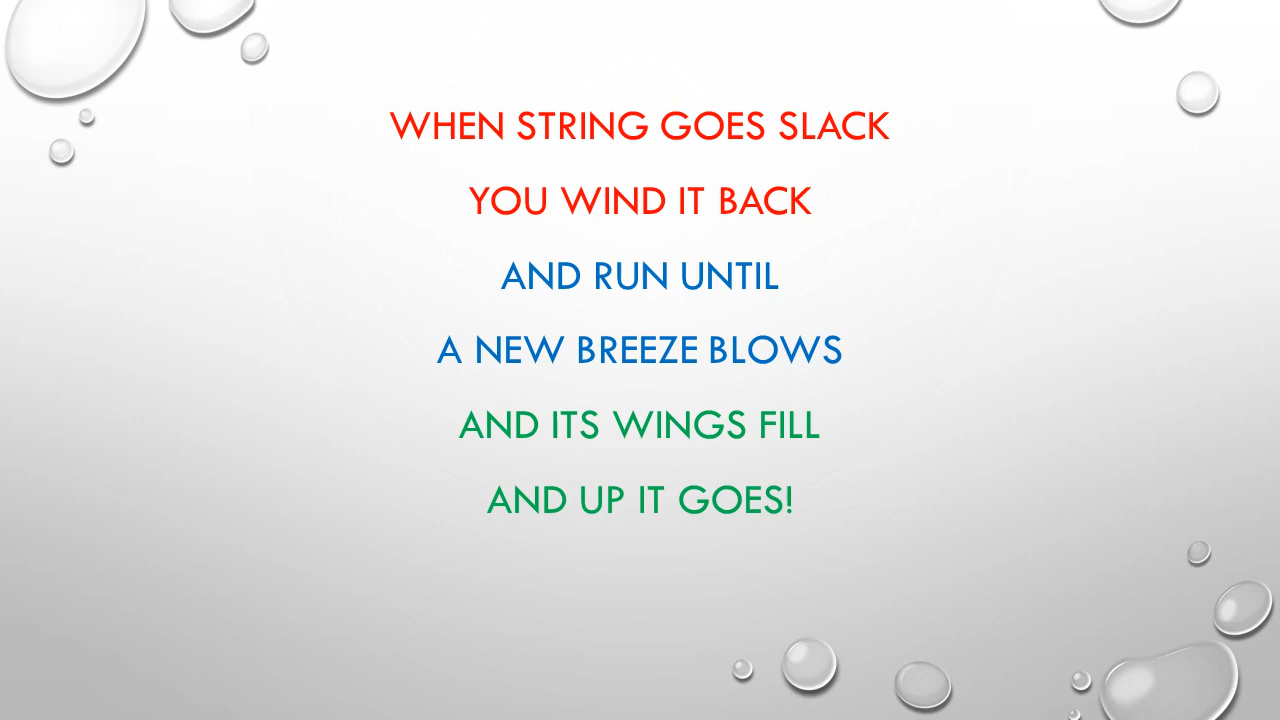 WHEN STRING GOES SLACK
YOU WIND IT BACK
AND RUN UNTIL
A NEW BREEZE BLOWS
AND ITS WINGS FILL
AND UP IT GOES!